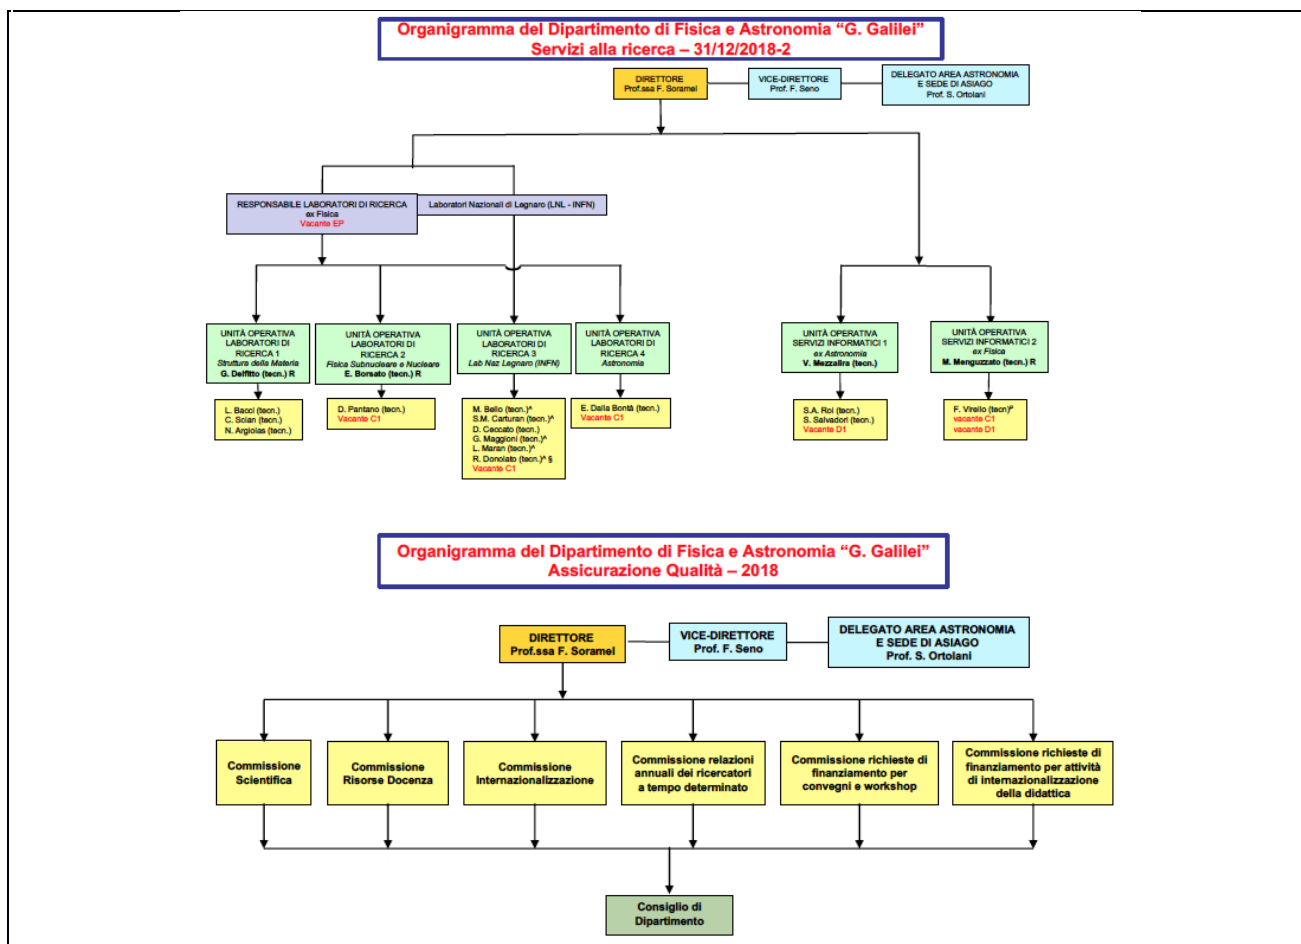 Organigramma del Dipartimento di Fisica e Astronomia “G. Galilei”
Servizi alla ricerca – 31/12/2018-2
DIRETTORE
Prof.ssa F. Soramel
VICE-DIRETTORE
Prof. F. Seno
DELEGATO AREA ASTRONOMIA
E SEDE DI ASIAGO
Prof. S. Ortolani
RESPONSABILE LABORATORI DI RICERCA
ex Fisica
Vacante EP
Laboratori Nazionali di Legnaro (LNL - INFN)
UNITÀ OPERATIVA
LABORATORI DI
RICERCA 1
Struttura della Materia
G. Delfitto (tecn.) R
UNITÀ OPERATIVA
LABORATORI DI
RICERCA 2
Fisica Subnucleare e Nucleare
E. Borsato (tecn.) R
UNITÀ OPERATIVA
LABORATORI DI
RICERCA 3
Lab Naz Legnaro (INFN)
UNITÀ OPERATIVA
LABORATORI DI
RICERCA 4
Astronomia
UNITÀ OPERATIVA
SERVIZI INFORMATICI 1
ex Astronomia
V. Mezzalira (tecn.)
UNITÀ OPERATIVA
SERVIZI INFORMATICI 2
ex Fisica
M. Menguzzato (tecn.) R
L. Bacci (tecn.)
C. Scian (tecn.)
N. Argiolas (tecn.)
D. Pantano (tecn.)
Vacante C1
M. Bello (tecn.)^
S.M. Carturan (tecn.)^
D. Ceccato (tecn.)
G. Maggioni (tecn.)^
L. Maran (tecn.)^
R. Donolato (tecn.)^ §
Vacante C1
E. Dalla Bontà (tecn.)
Vacante C1
S.A. Roi (tecn.)
S. Salvadori (tecn.)
Vacante D1
F. Virello (tecn)ᵖ
vacante C1
vacante D1
Organigramma del Dipartimento di Fisica e Astronomia “G. Galilei”
Assicurazione Qualità – 2018
DIRETTORE
Prof.ssa F. Soramel
VICE-DIRETTORE
Prof. F. Seno
DELEGATO AREA ASTRONOMIA
E SEDE DI ASIAGO
Prof. S. Ortolani
Commissione
Scientifica
Commissione
Risorse Docenza
Commissione
Internazionalizzazione
Commissione relazioni
annuali dei ricercatori
a tempo determinato
Commissione richieste di
finanziamento per
convegni e workshop
Commissione richieste di
finanziamento per attività
di internazionalizzazione
della didattica
Consiglio di
Dipartimento